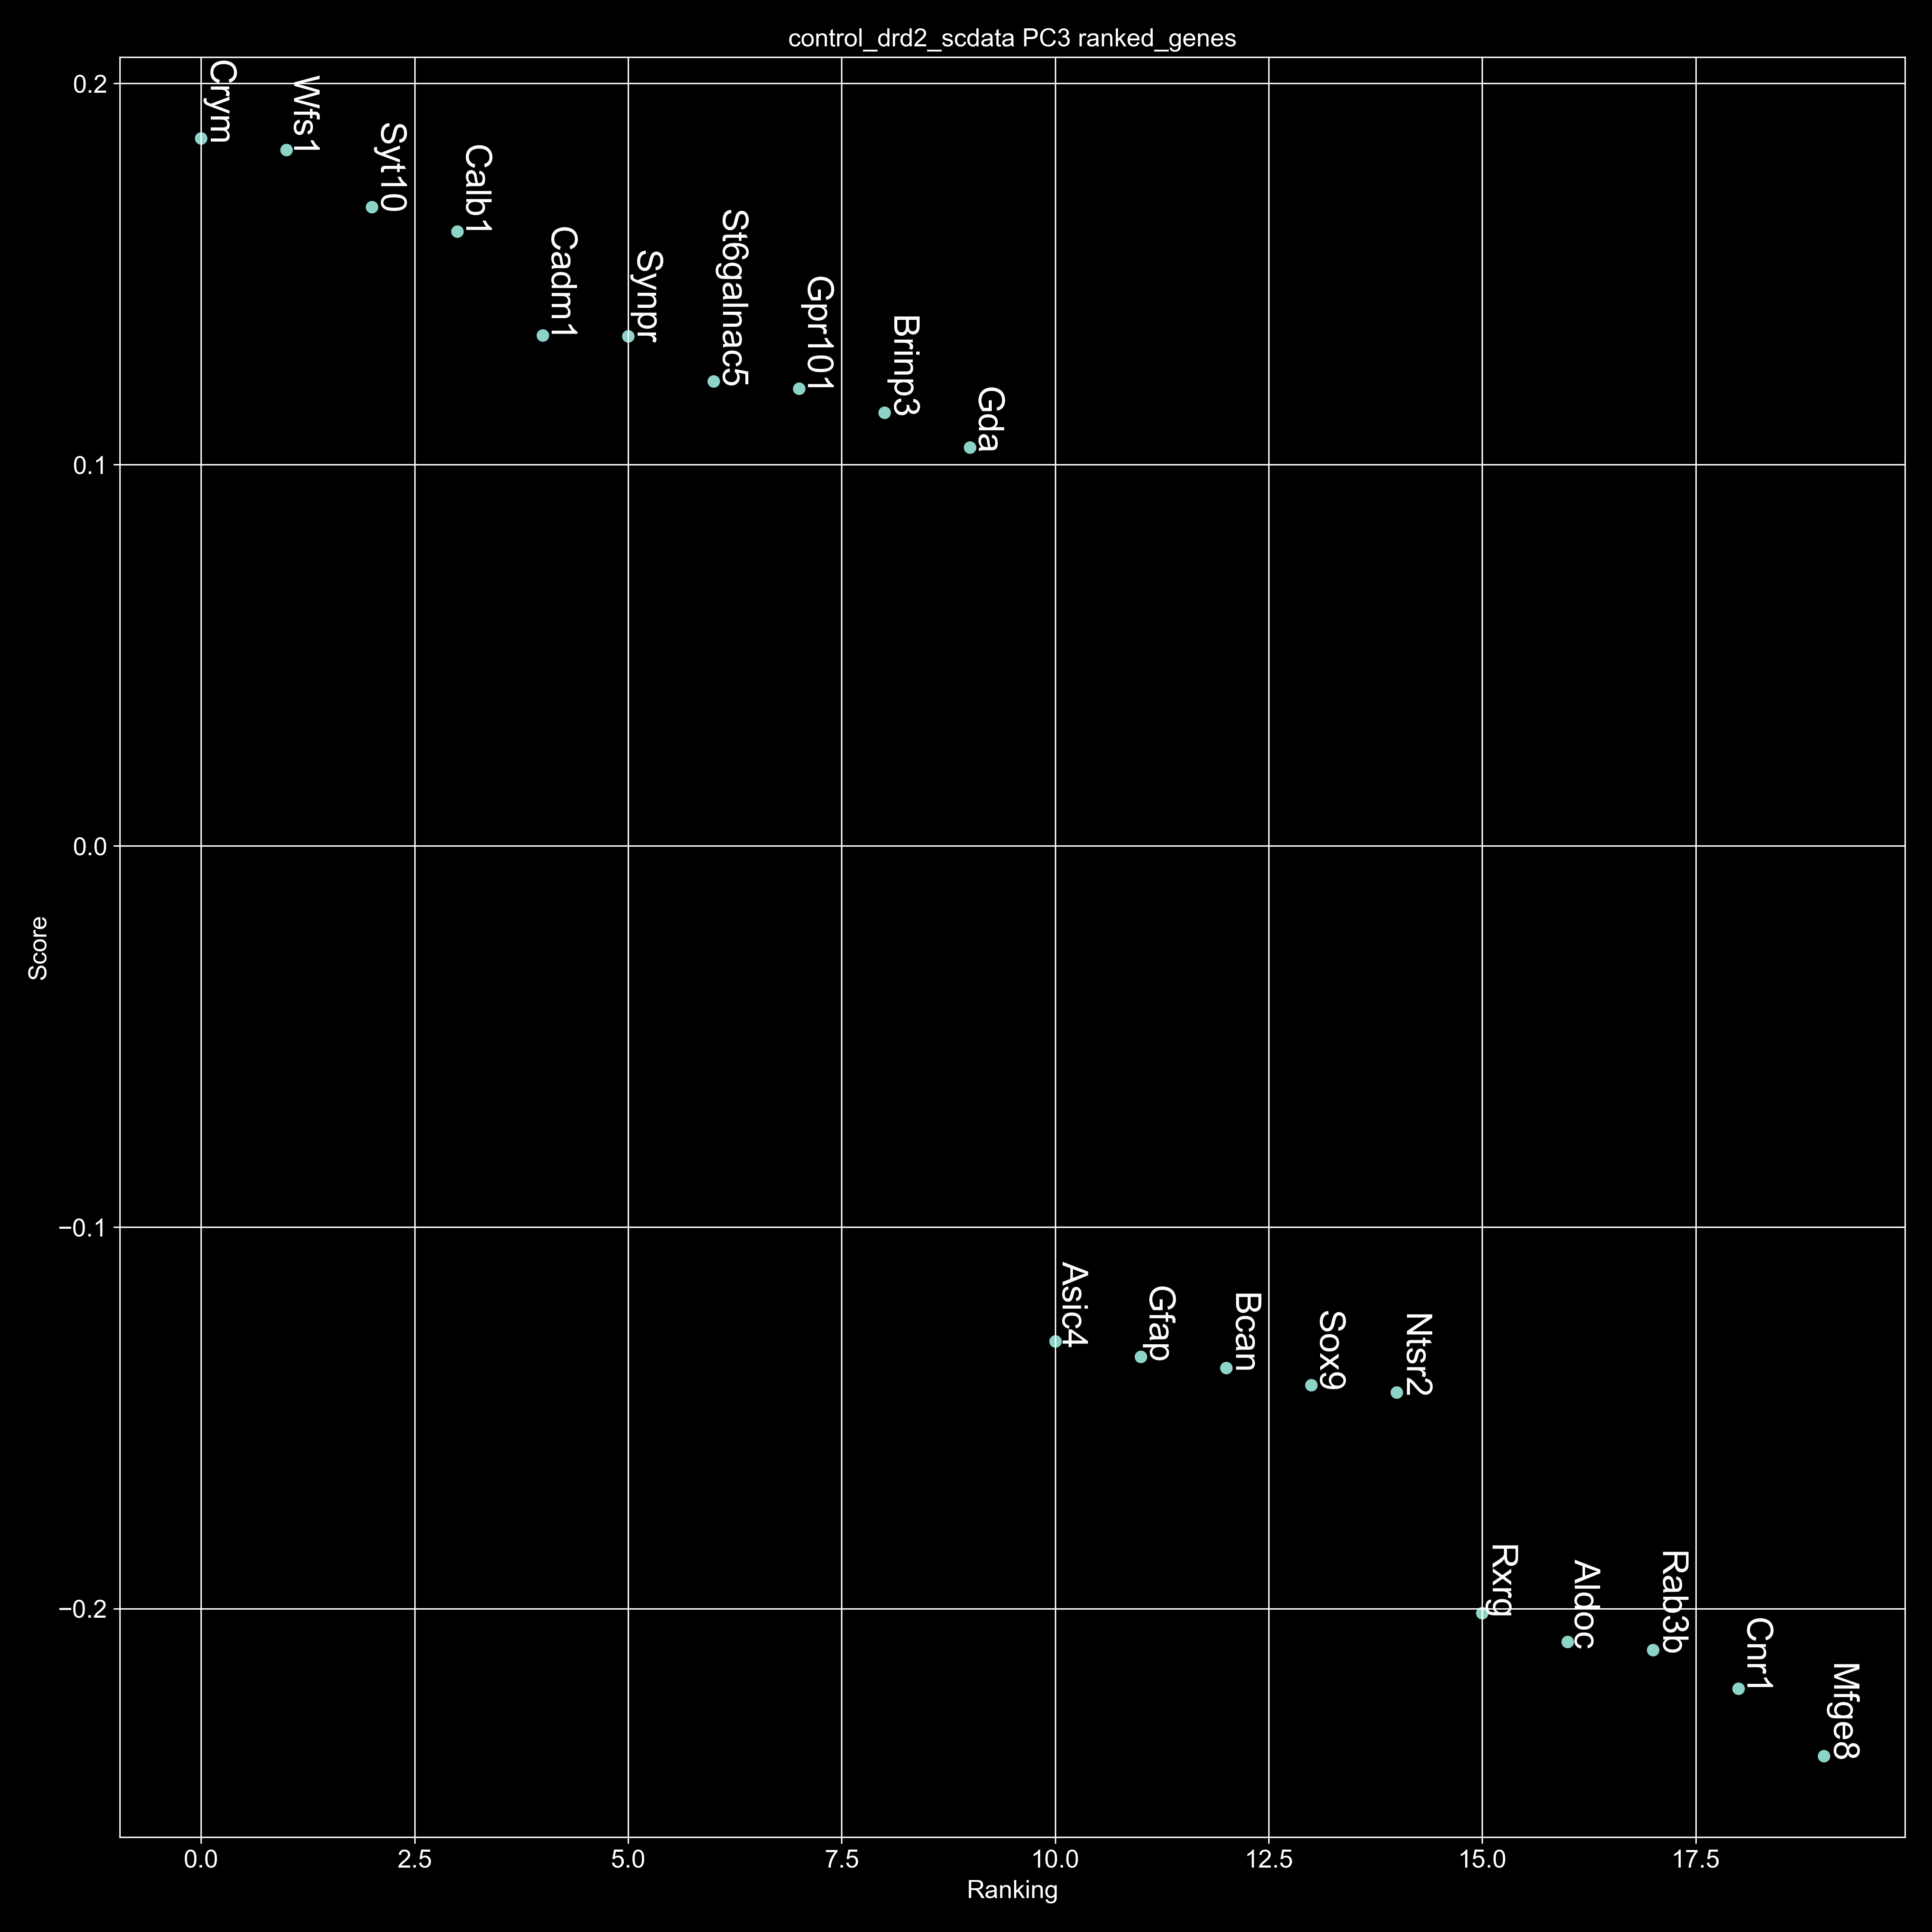 control_drd2_scdata PC3 ranked_genes
Score
0.2
0.1
0.0
−0.1
−0.2
Crym
Wfs1
Syt10
Calb1
Cadm1
Synpr
St6galnac5
Gpr101
Brinp3
Gda
Asic4
Gfap
Bcan
Sox9
Ntsr2
Rxrg
Aldoc
Rab3b
Cnr1
Mfge8
0.0 2.5 5.0 7.5 10.0 12.5 15.0 17.5
Ranking